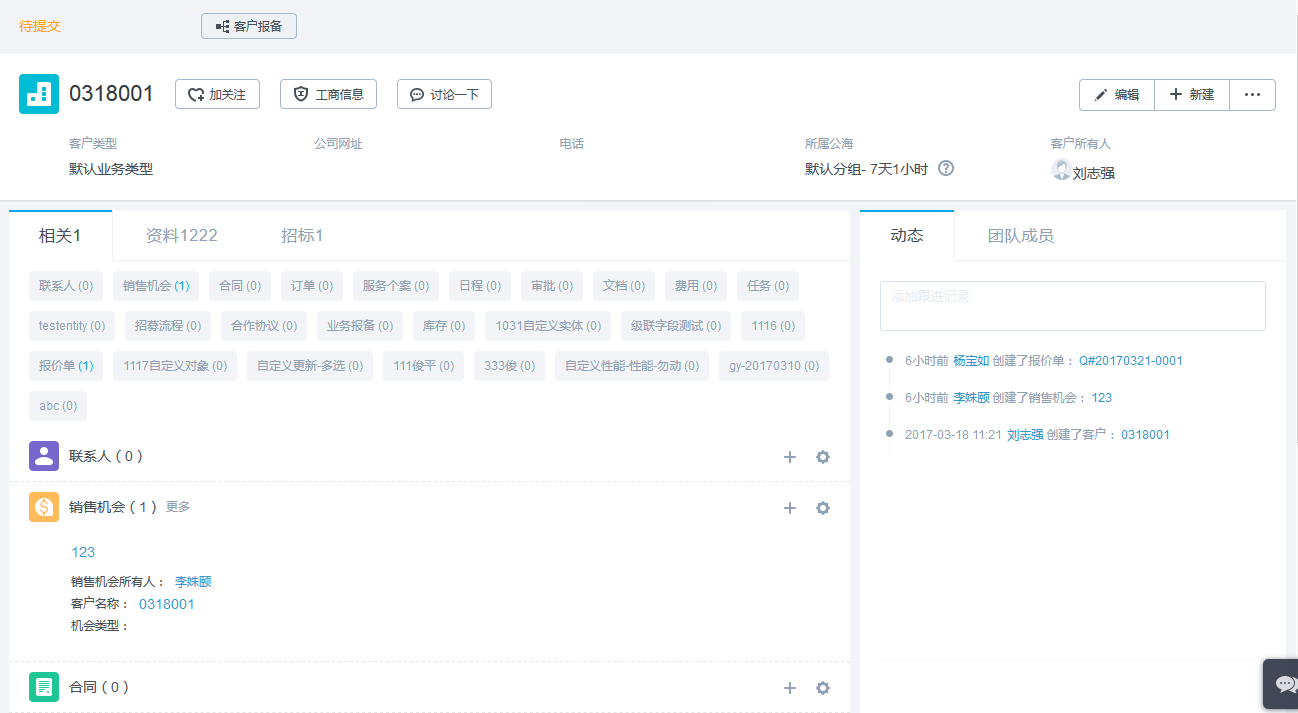 待提交 客户报备
0318001 加关注 工商信息 讨论一下 编辑 新建 ...
客户类型 公司网址 电话 所属公海 客户所有人
默认业务类型 默认分组- 7天1小时 刘志强
相关1 资料1222 招标1
联系人 (0) 销售机会 (1) 合同 (0) 订单 (0) 服务个案 (0) 日程 (0) 审批 (0) 文档 (0) 费用 (0) 任务 (0)
testentity (0) 招募流程 (0) 合作协议 (0) 业务报备 (0) 库存 (0) 1031自定义实体 (0) 级联字段测试 (0) 1116 (0)
报价单 (1) 1117自定义对象 (0) 自定义更新-多选 (0) 111俊平 (0) 333俊 (0) 自定义性能-性能-勿动 (0) gy-20170310 (0)
abc (0)
联系人 ( 0 )
销售机会 ( 1 ) 更多
123
销售机会所有人： 李姝颐
客户名称： 0318001
机会类型：
合同 ( 0 )
动态 团队成员
添加跟进记录
6小时前 杨宝如 创建了报价单： Q#20170321-0001
6小时前 李姝颐 创建了销售机会： 123
2017-03-18 11:21 刘志强 创建了客户： 0318001